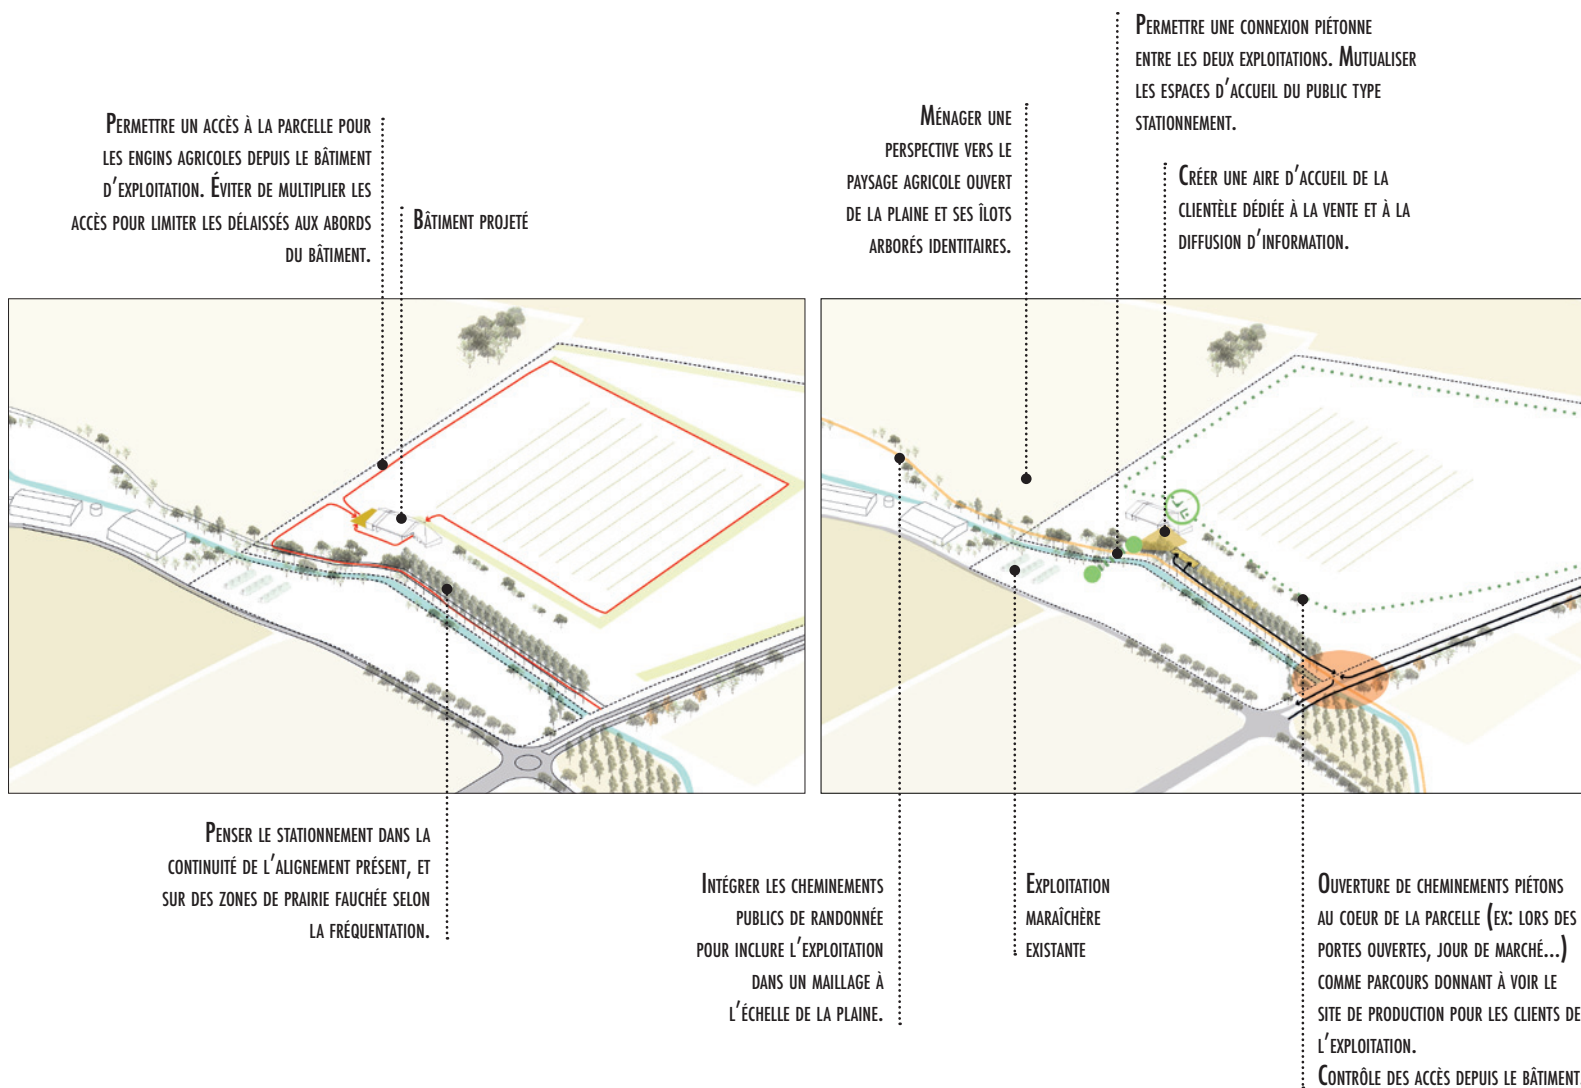 Permettre un accès à la parcelle pour
les engins agricoles depuis le bâtiment
d'exploitation. Éviter de multiplier les
accès pour limiter les délaissés aux abords
du bâtiment.
Bâtiment projeté
Ménager une
perspective vers le
paysage agricole ouvert
de la plaine et ses îlots
arborés identitaires.
Permettre une connexion piétonne
entre les deux exploitations. Mutualiser
les espaces d'accueil du public type
stationnement.
Créer une aire d'accueil de la
clientèle dédiée à la vente et à la
diffusion d'information.
Penser le stationnement dans la
continuité de l'alignement présent, et
sur des zones de prairie fauchée selon
la fréquentation.
Intégrer les cheminements
publics de randonnée
pour inclure l'exploitation
dans un maillage à
l'échelle de la plaine.
Exploitation
maraîchère
existante
Ouverture de cheminements piétons
au coeur de la parcelle (ex: lors des
portes ouvertes, jour de marché...)
comme parcours donnant à voir le
site de production pour les clients de
l'exploitation.
Contrôle des accès depuis le bâtiment